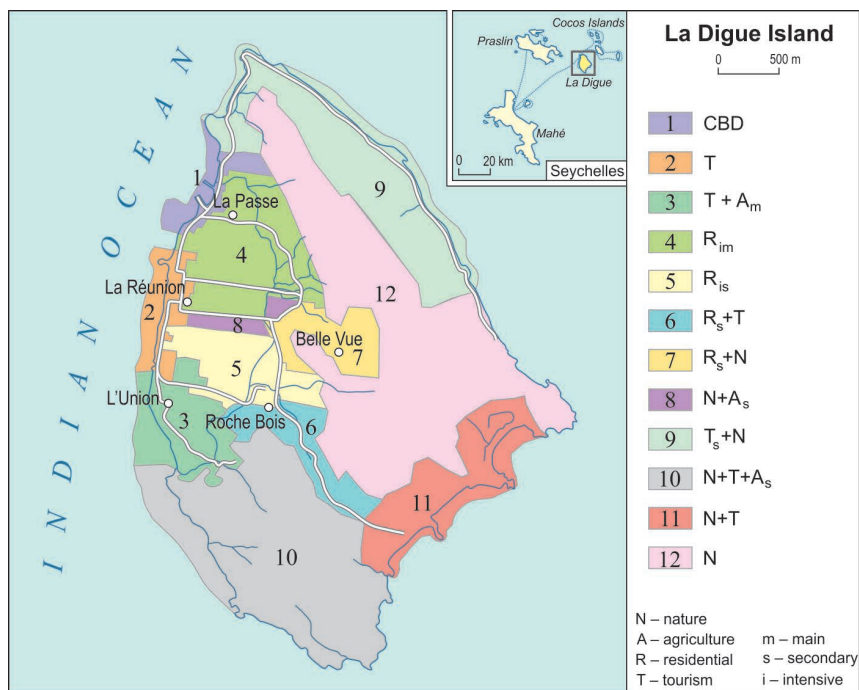 La Digue Island
0 500 m
Cocos Islands
Praslin
La Digue
Mahé
0 20 km
Seychelles
INDIAN OCEAN
1
La Passe
9
4
12
La Réunion
2
8
Belle Vue
7
5
L'Union
Roche Bois
3
6
11
10
1 CBD
2 T
3 T + Am
4 Rim
5 Ris
6 Rs+T
7 Rs+N
8 N+As
9 Ts+N
10 N+T+As
11 N+T
12 N
N – nature
A – agriculture m – main
R – residential s – secondary
T – tourism i – intensive